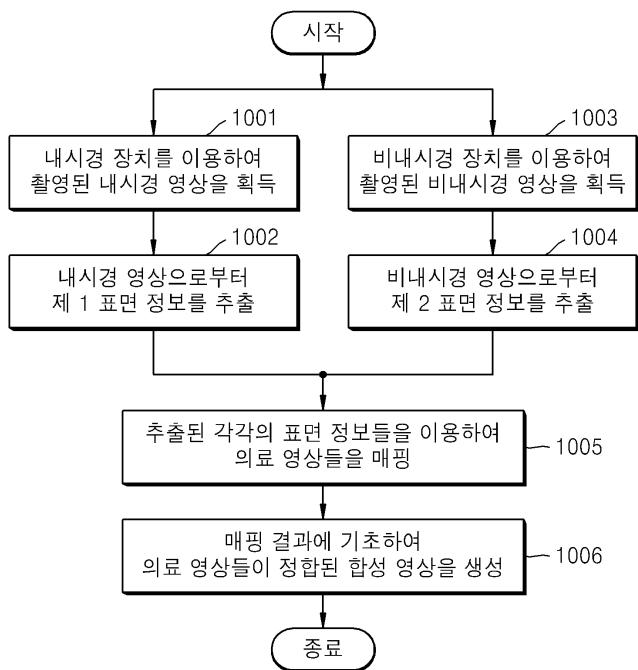 시작
1001
내시경 장치를 이용하여
촬영된 내시경 영상을 획득
1002
내시경 영상으로부터
제 1 표면 정보를 추출
1003
비내시경 장치를 이용하여
촬영된 비내시경 영상을 획득
1004
비내시경 영상으로부터
제 2 표면 정보를 추출
추출된 각각의 표면 정보들을 이용하여
의료 영상들을 매핑
1005
매핑 결과에 기초하여
의료 영상들이 정합된 합성 영상을 생성
1006
종료